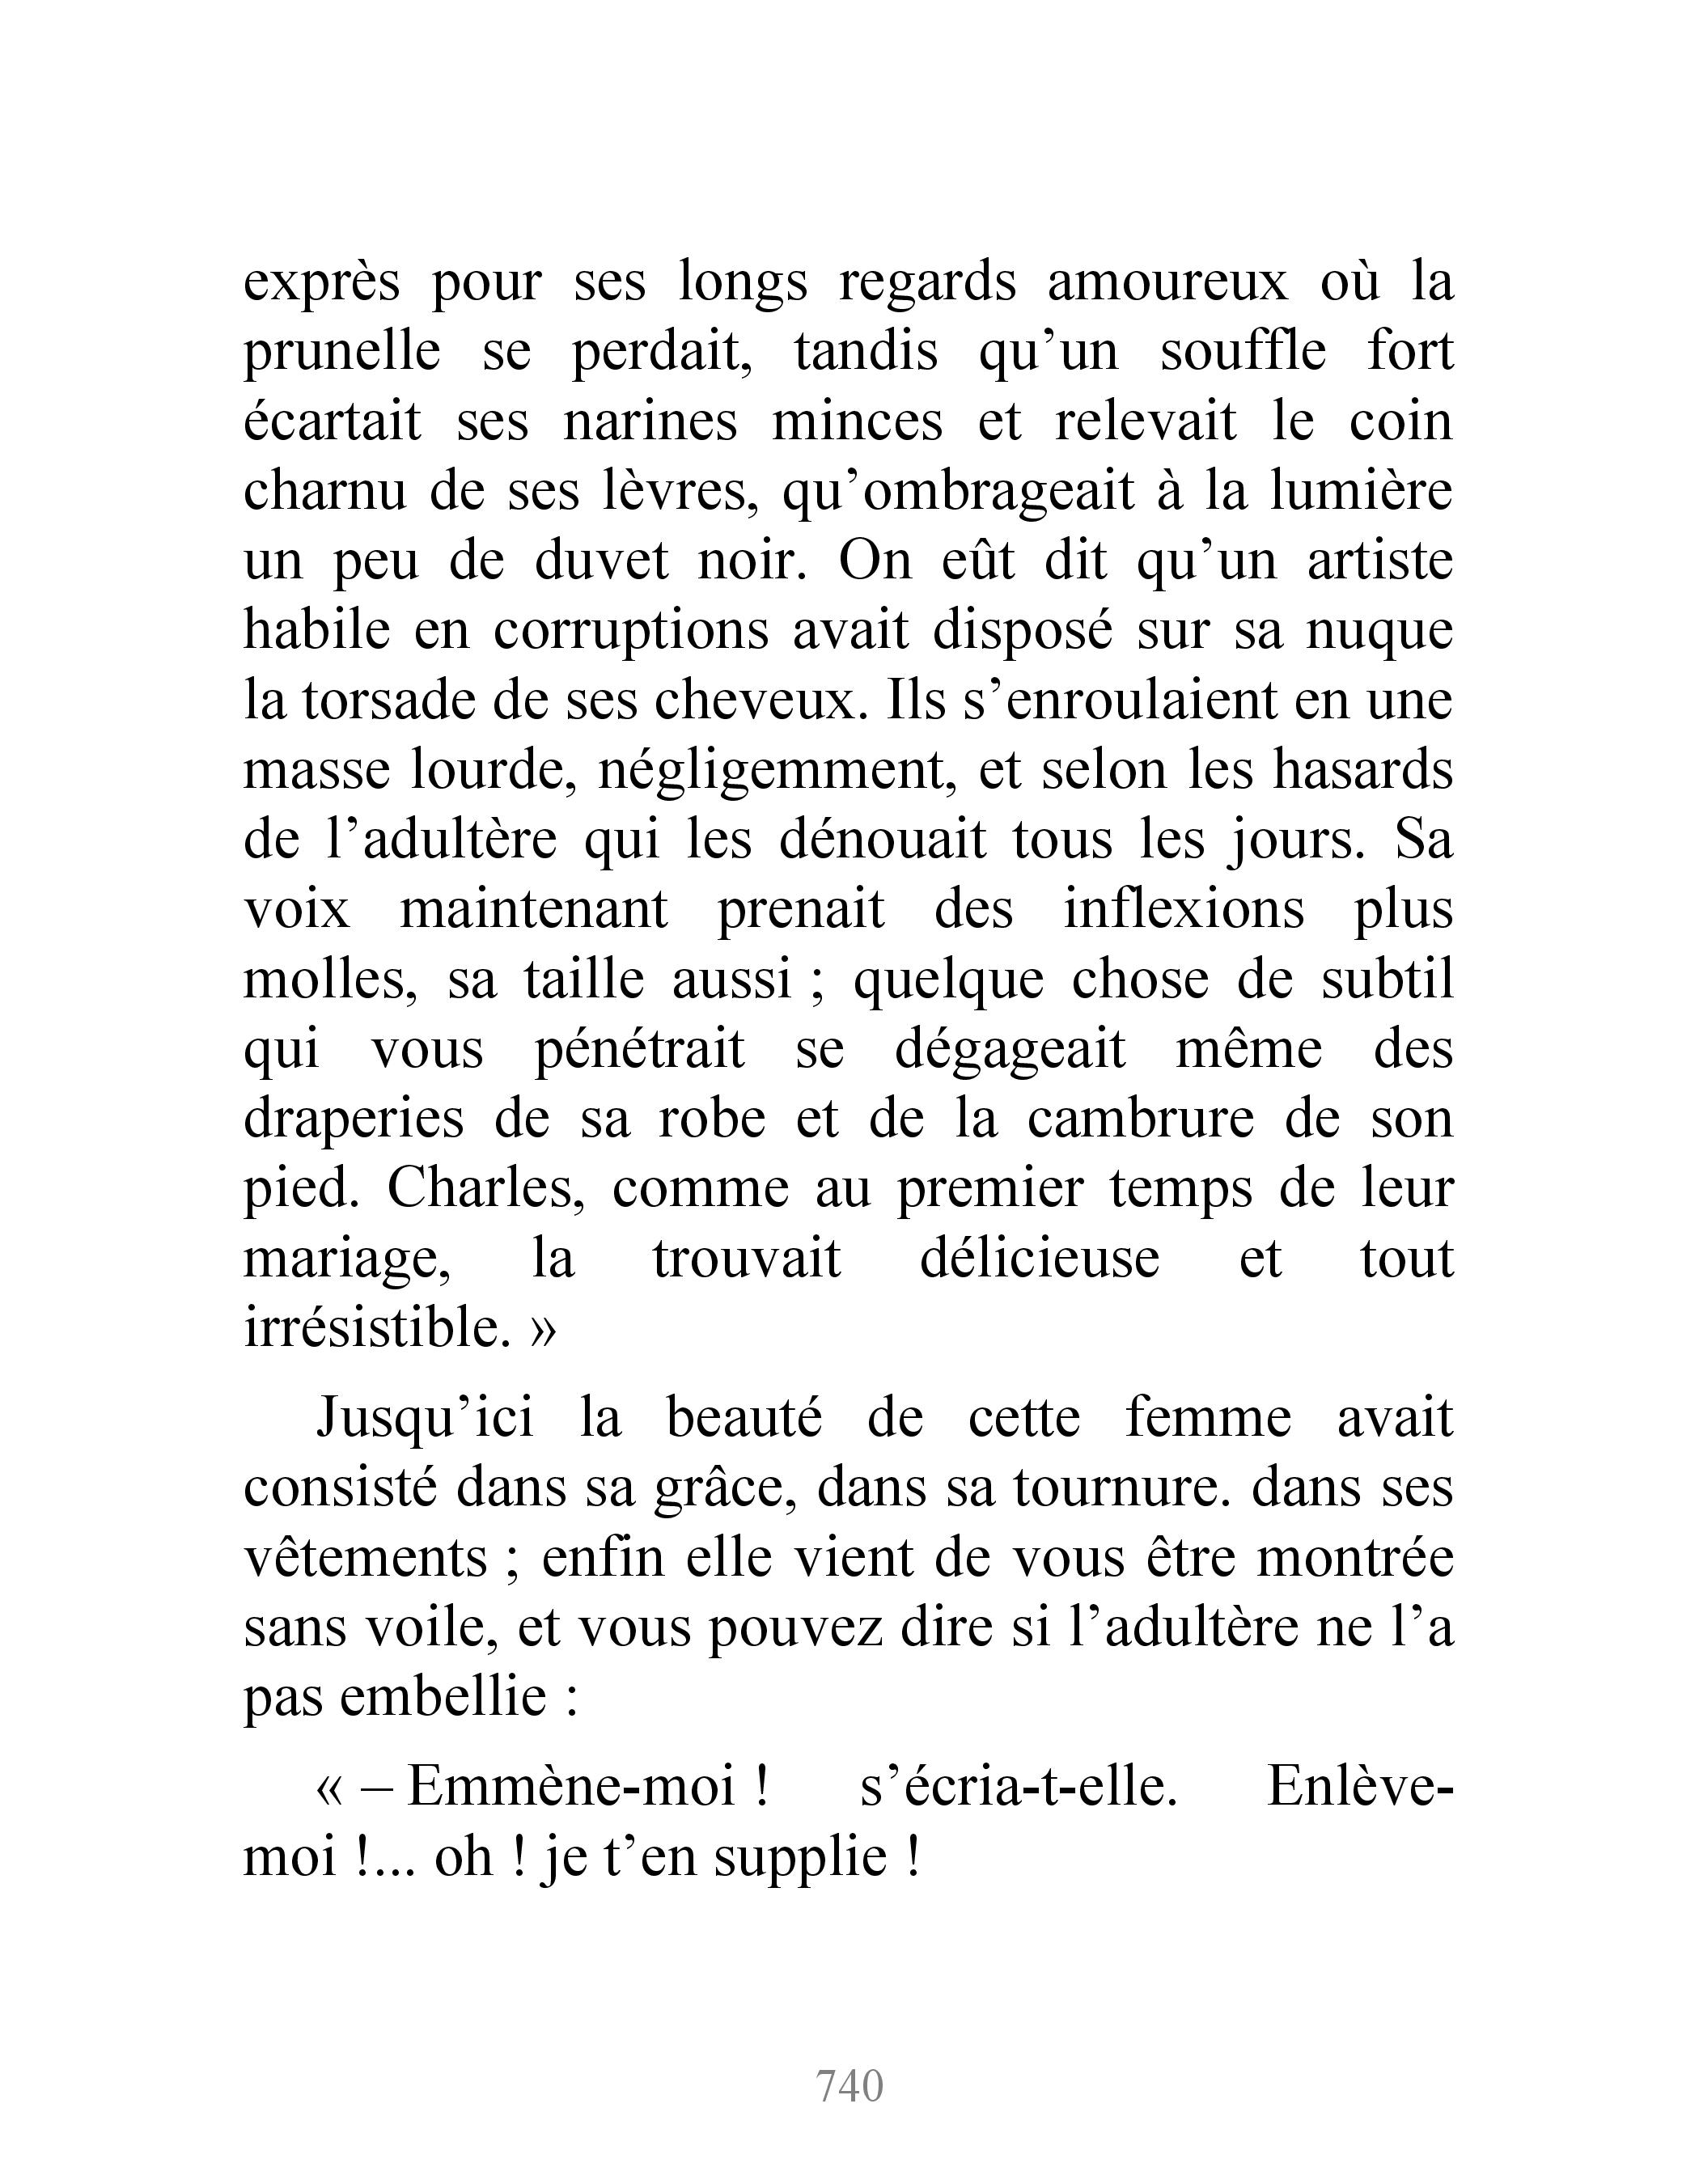 exprès pour ses longs regards amoureux où la
prunelle se perdait, tandis qu’un souffle fort
écartait ses narines minces et relevait le coin
charnu de ses lèvres, qu’ombrageait à la lumière
un peu de duvet noir. On eût dit qu’un artiste
habile en corruptions avait disposé sur sa nuque
la torsade de ses cheveux. Ils s’enroulaient en une
masse lourde, négligemment, et selon les hasards
de l’adultère qui les dénouait tous les jours. Sa
voix maintenant prenait des inflexions plus
molles, sa taille aussi ; quelque chose de subtil
qui vous pénétrait se dégageait même des
draperies de sa robe et de la cambrure de son
pied. Charles, comme au premier temps de leur
mariage, la trouvait délicieuse et tout
irrésistible. »
Jusqu’ici la beauté de cette femme avait
consisté dans sa grâce, dans sa tournure. dans ses
vêtements ; enfin elle vient de vous être montrée
sans voile, et vous pouvez dire si l’adultère ne l’a
pas embellie :
« – Emmène-moi ! s’écria-t-elle. Enlève-
moi !... oh ! je t’en supplie !
740